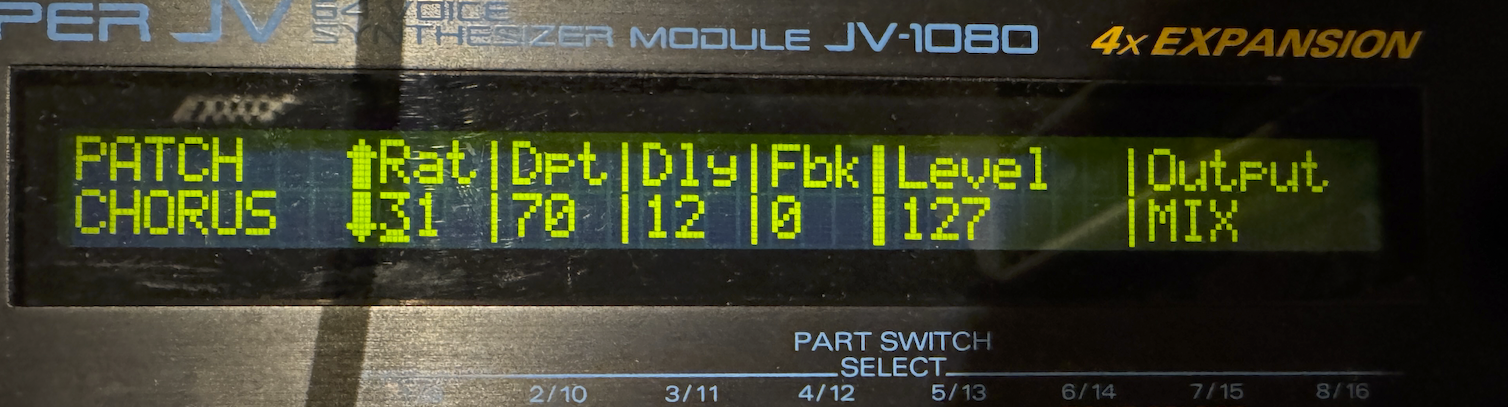 PER JV 64 VOICE
SYNTHESIZER MODULE JV-1080 4x EXPANSION
PATCH Rat|Dpt|Dly|Fbk|Level |Output
CHORUS 31 |70 |12 |0 |127 |MIX
PART SWITCH
SELECT
2/10 3/11 4/12 5/13 6/14 7/15 8/16